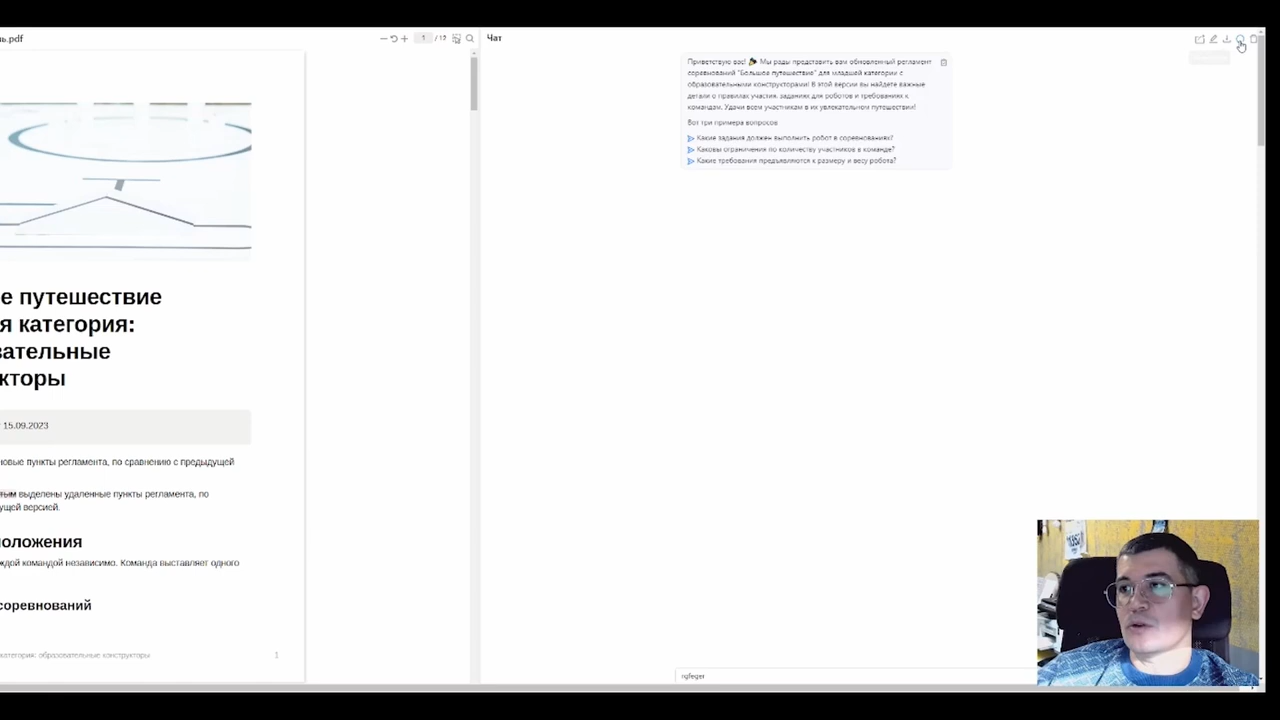 ь.pdf
1 / 12
е путешествие
я категория:
вательные
кторы
15.09.2023
новые пункты регламента, по сравнению с предыдущей
тым выделены удаленные пункты регламента, по
ущей версией.
оложения
ждой командой независимо. Команда выставляет одного
соревнований
категория: образовательные конструкторы
1
Чат
Приветствую вас! Мы рады представить вам обновленный регламент
соревнований "Большое путешествие" для младшей категории с
образовательными конструкторами! В этой версии вы найдете важные
детали о правилах участия, заданиях для роботов и требованиях к
командам. Удачи всем участникам в их увлекательном путешествии!
Вот три примера вопросов
Какие задания должен выполнить робот в соревнованиях?
Каковы ограничения по количеству участников в команде?
Какие требования предъявляются к размеру и весу робота?
rgfeger